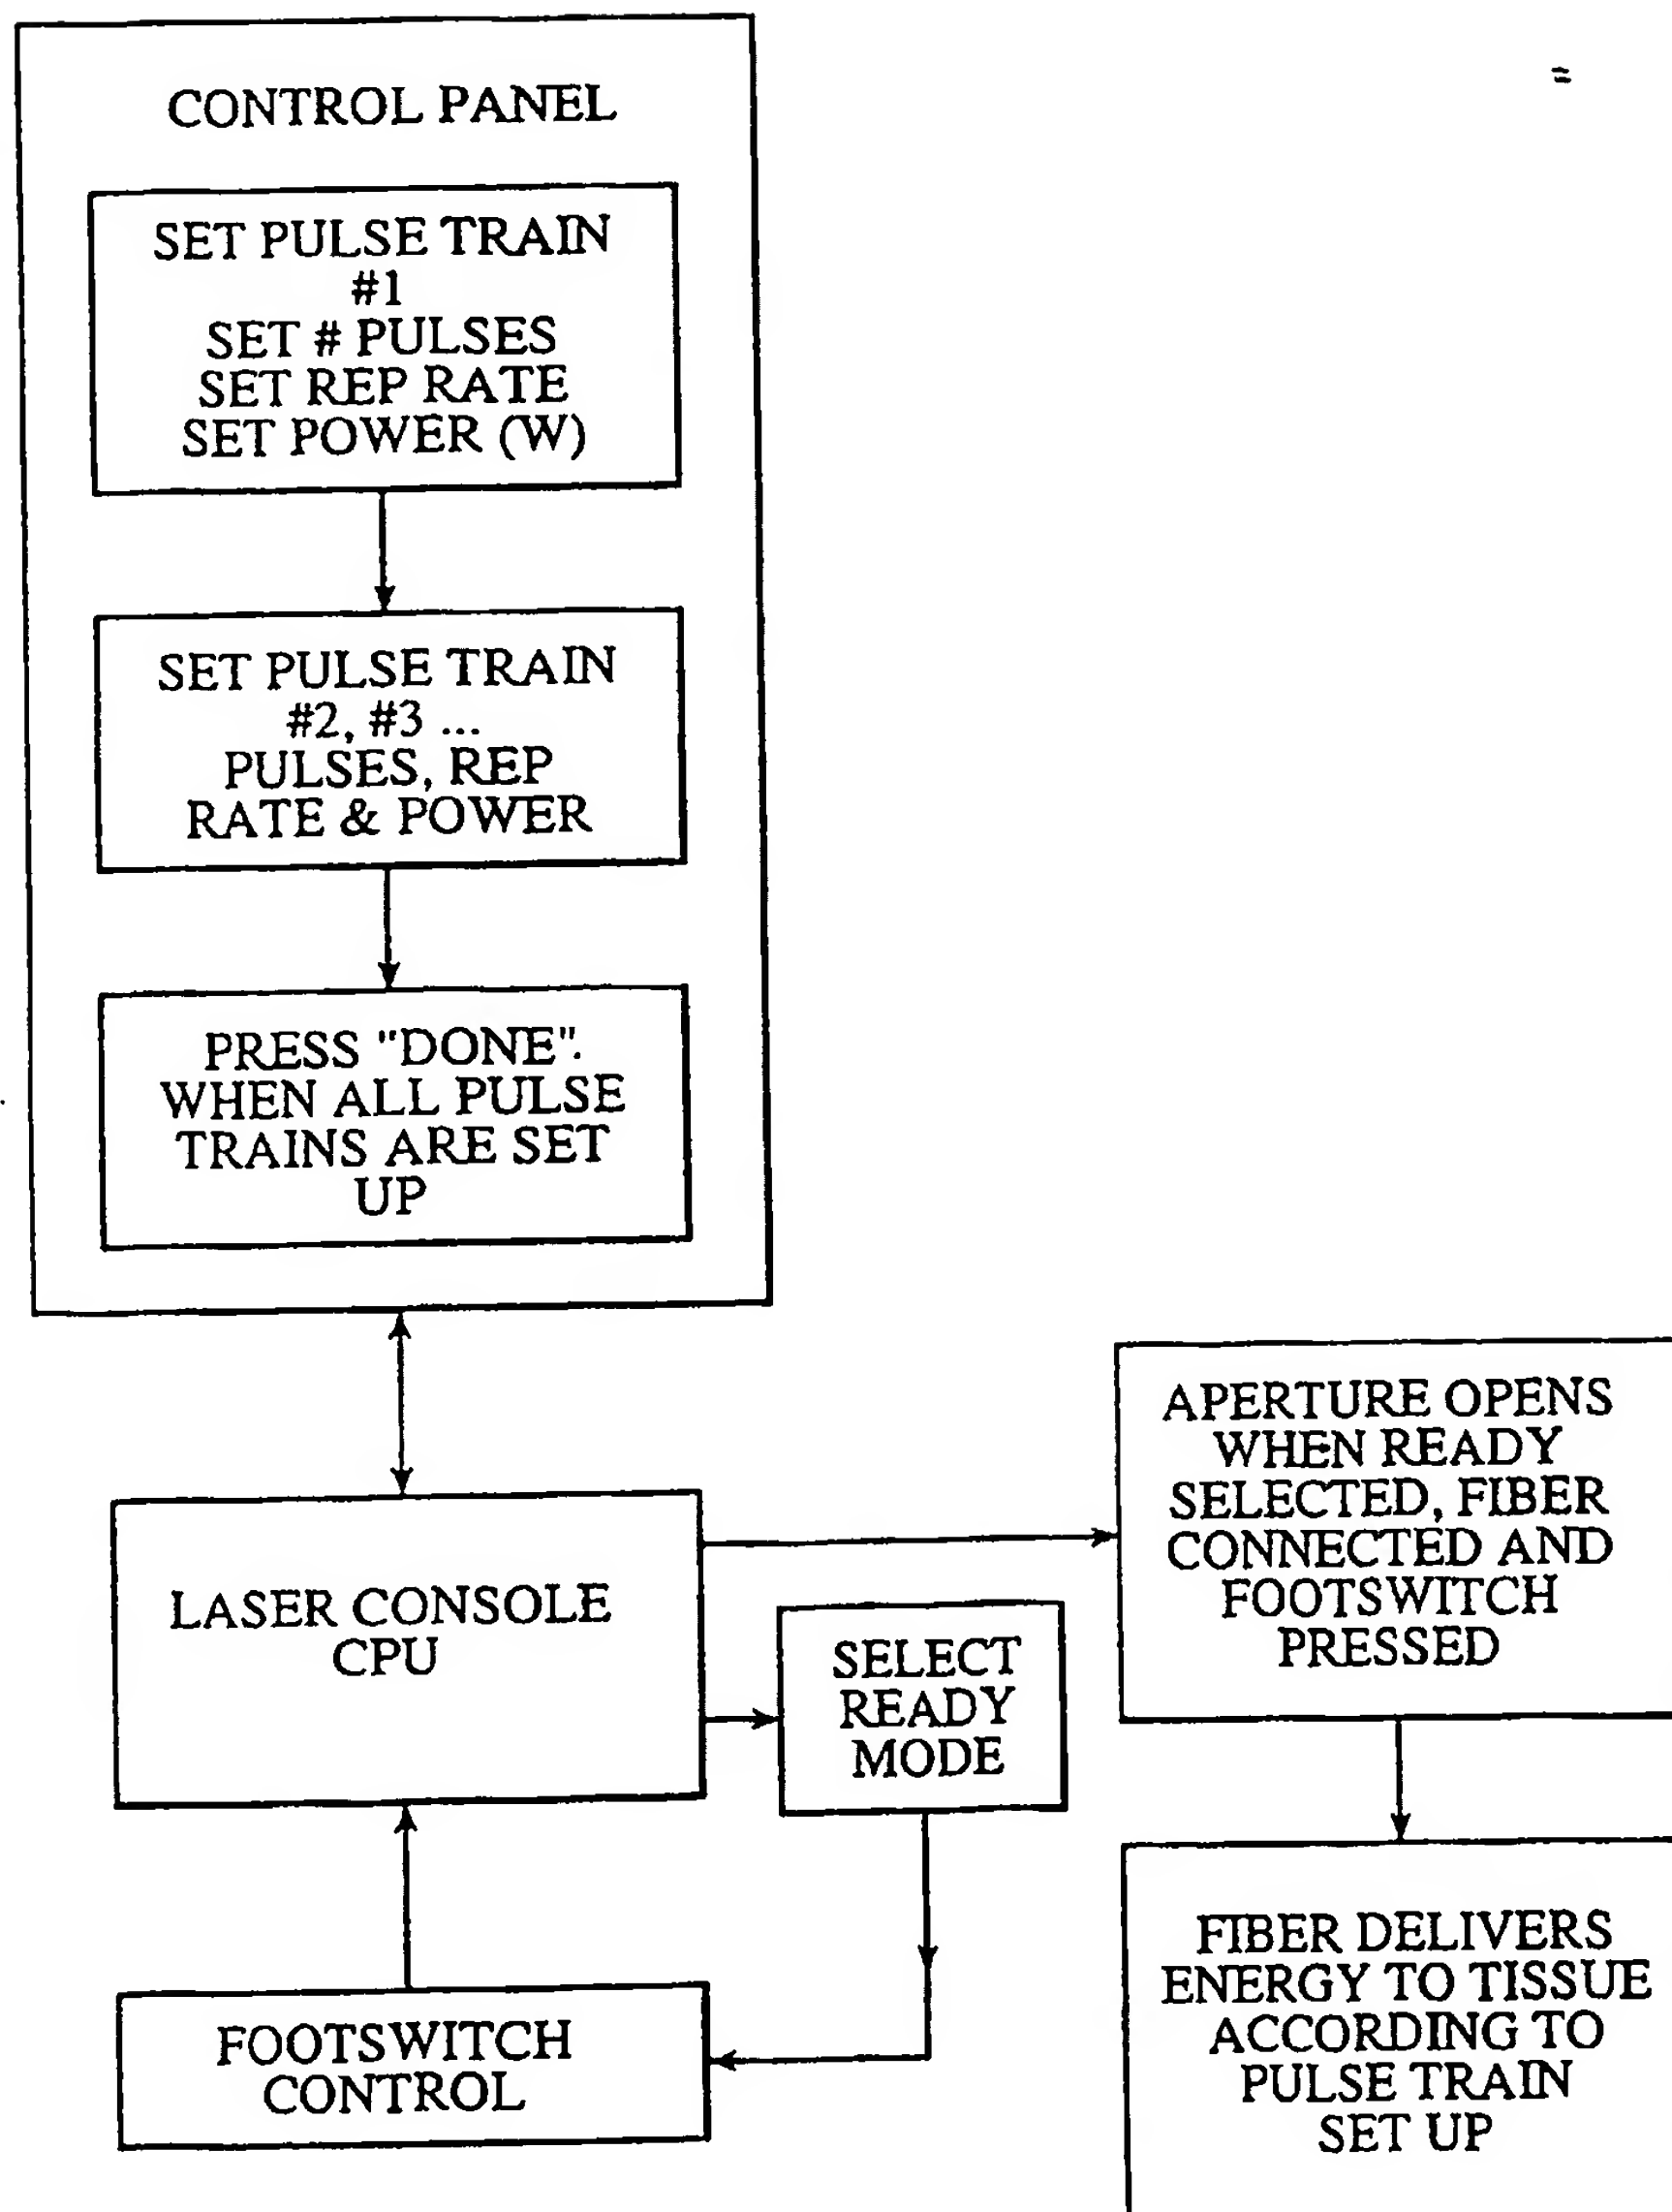 CONTROL PANEL
SET PULSE TRAIN
#1
SET # PULSES
SET REP RATE
SET POWER (W)
SET PULSE TRAIN
#2, #3 ...
PULSES, REP
RATE & POWER
PRESS "DONE".
WHEN ALL PULSE
TRAINS ARE SET
UP
LASER CONSOLE
CPU
SELECT
READY
MODE
FOOTSWITCH
CONTROL
APERTURE OPENS
WHEN READY
SELECTED, FIBER
CONNECTED AND
FOOTSWITCH
PRESSED
FIBER DELIVERS
ENERGY TO TISSUE
ACCORDING TO
PULSE TRAIN
SET UP